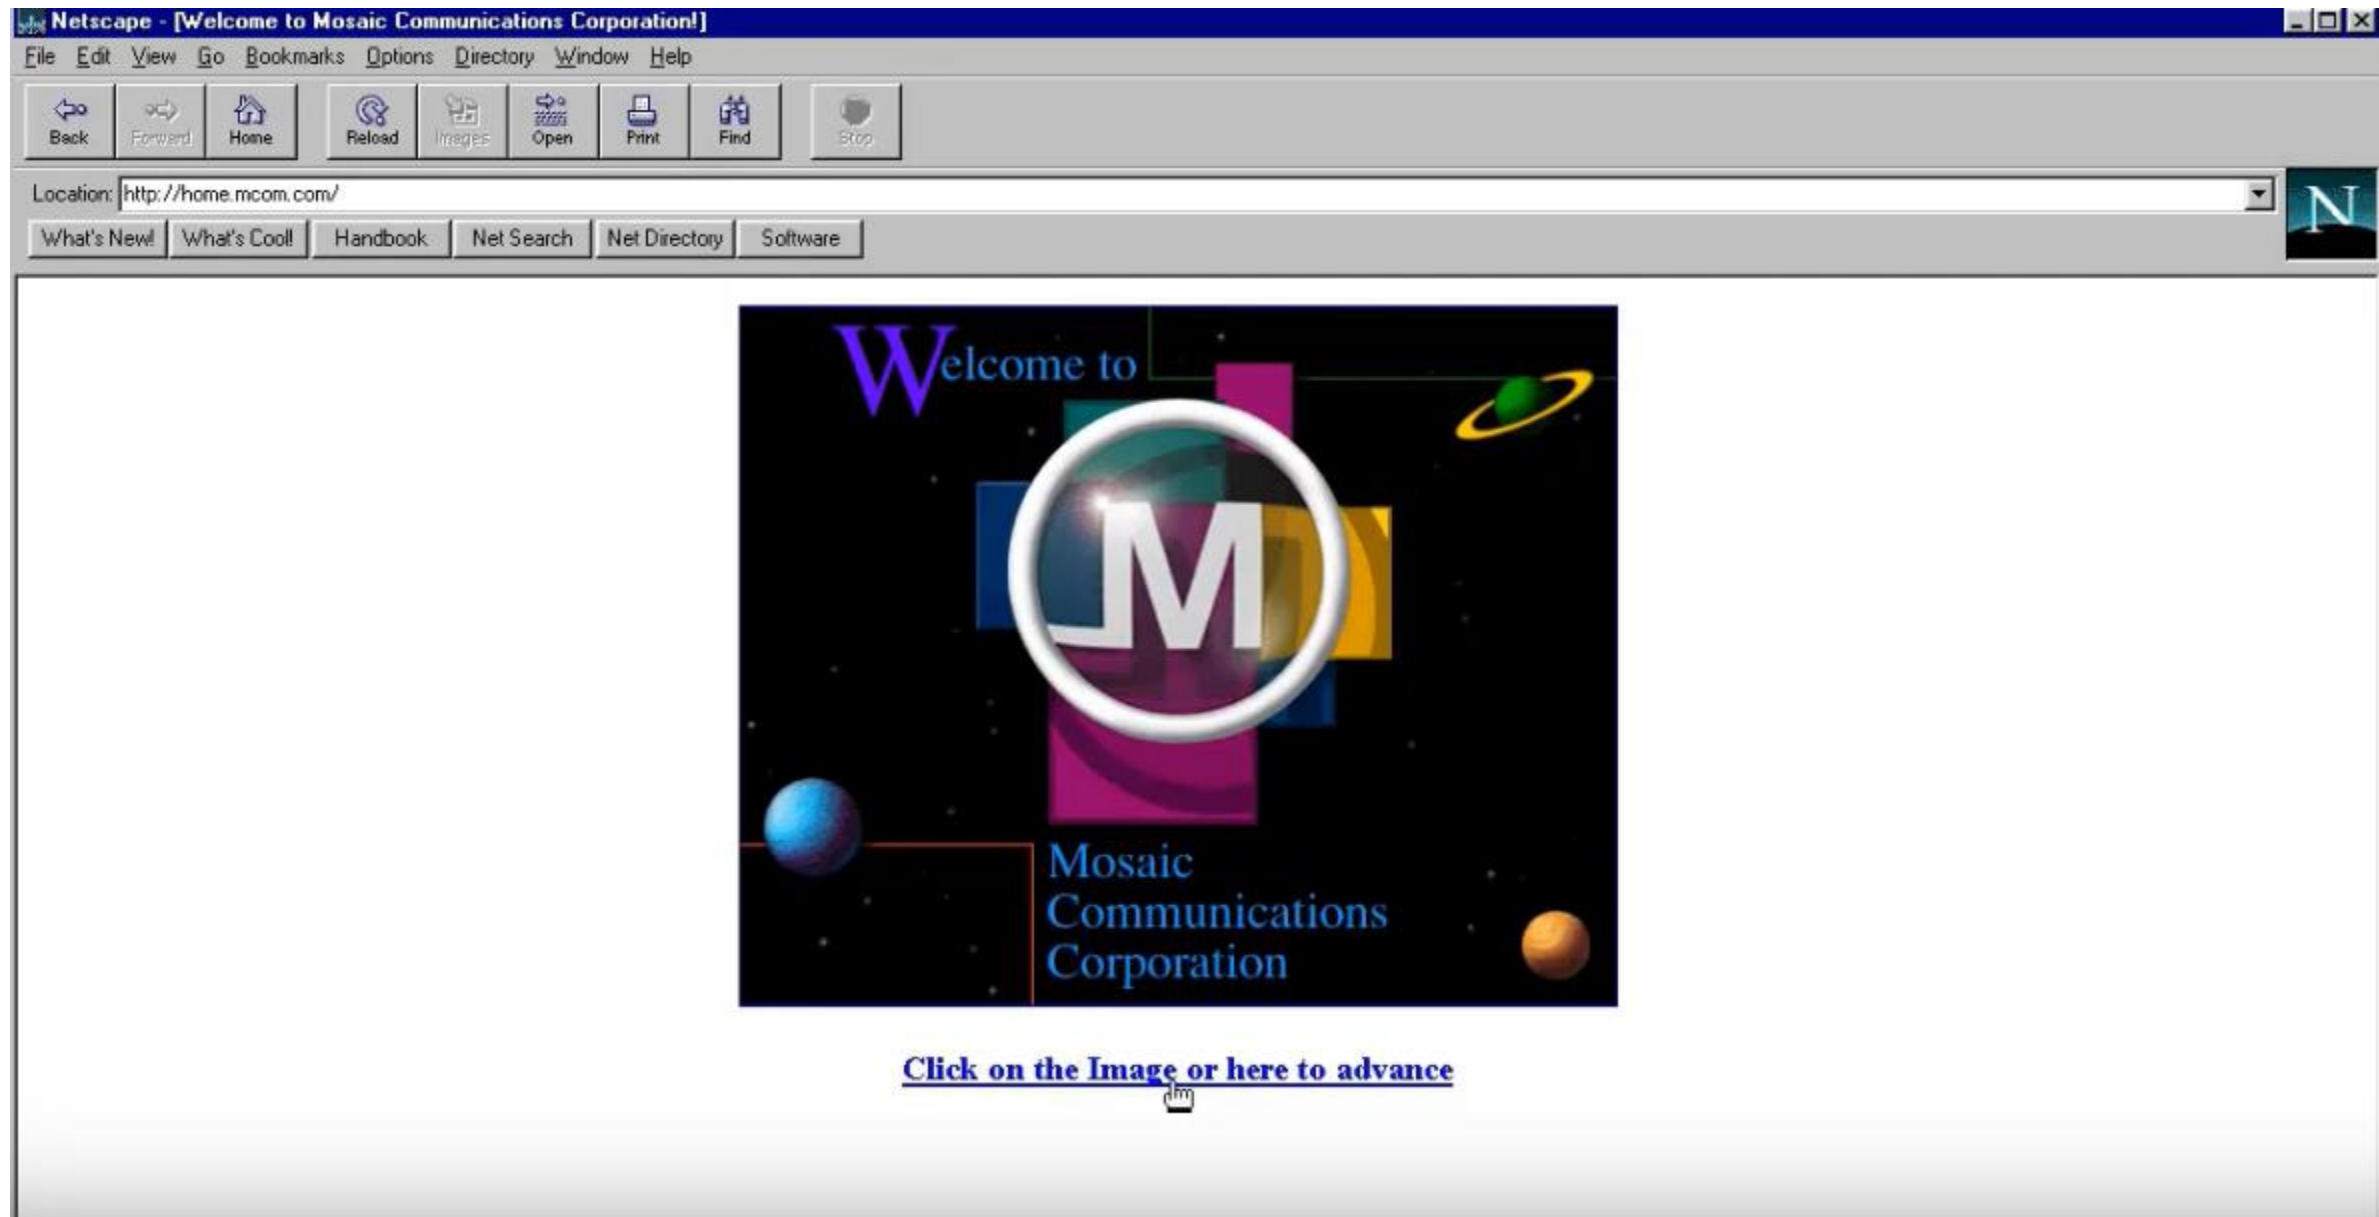 Netscape - [Welcome to Mosaic Communications Corporation!]
File Edit View Go Bookmarks Options Directory Window Help
Back Forward Home Reload Images Open Print Find Stop
Location: http://home.mcom.com/
N
What's New! What's Cool! Handbook Net Search Net Directory Software
Welcome to
M
Mosaic
Communications
Corporation
Click on the Image or here to advance